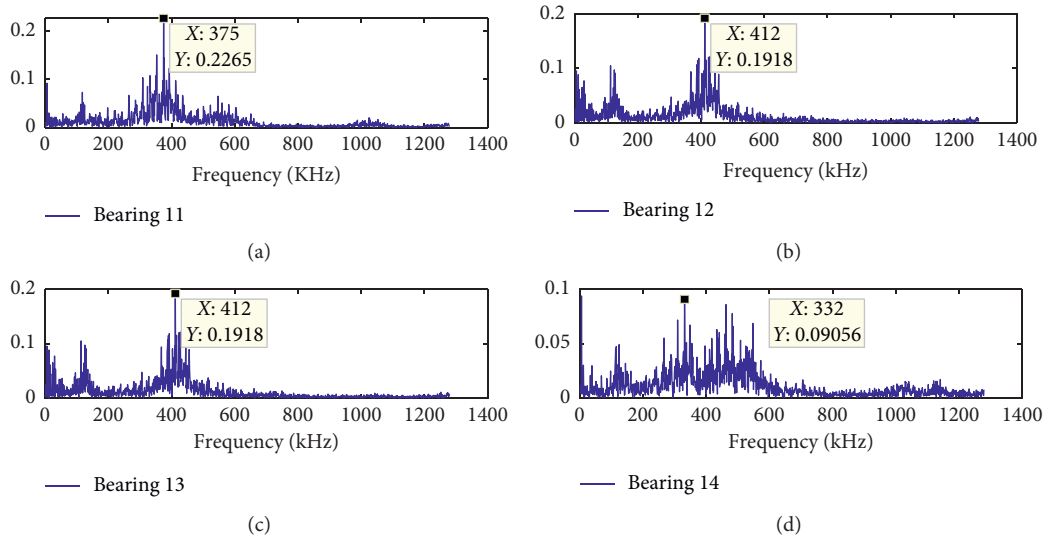 0.2
0.1
0
X: 375
Y: 0.2265
0 200 400 600 800 1000 1200 1400
Frequency (KHz)
Bearing 11
(a)
0.2
0.1
0
X: 412
Y: 0.1918
0 200 400 600 800 1000 1200 1400
Frequency (kHz)
Bearing 12
(b)
0.2
0.1
0
X: 412
Y: 0.1918
0 200 400 600 800 1000 1200 1400
Frequency (kHz)
Bearing 13
(c)
0.1
0.05
0
X: 332
Y: 0.09056
0 200 400 600 800 1000 1200 1400
Frequency (kHz)
Bearing 14
(d)